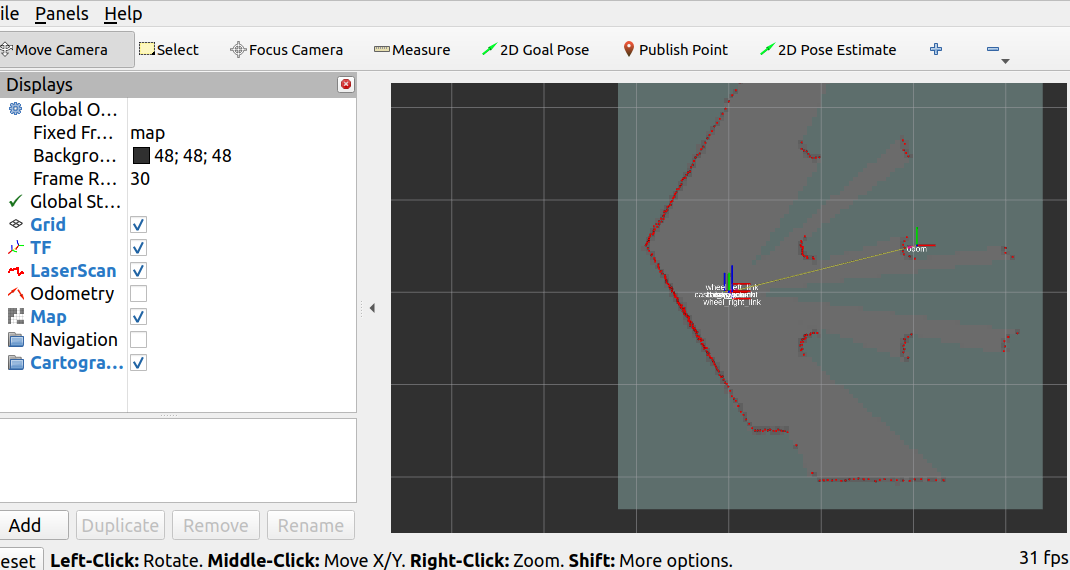 ile Panels Help
Move Camera Select Focus Camera Measure 2D Goal Pose Publish Point 2D Pose Estimate
Displays
Global O...
Fixed Fr... map
Backgro... 48; 48; 48
Frame R... 30
Global St...
Grid
TF
LaserScan
Odometry
Map
Navigation
Cartogra...
odom
wheel_left_link
wheel_right_link
Add Duplicate Remove Rename
eset Left-Click: Rotate. Middle-Click: Move X/Y. Right-Click: Zoom. Shift: More options. 31 fps